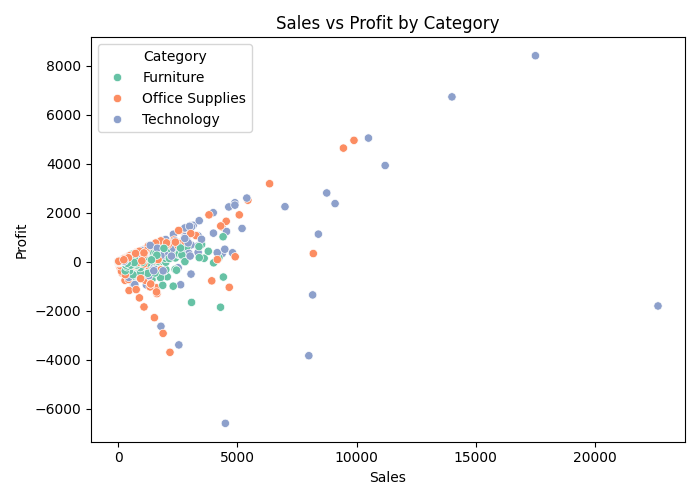 Sales vs Profit by Category
Category
Furniture
Office Supplies
Technology
Profit
8000
6000
4000
2000
0
−2000
−4000
−6000
0 5000 10000 15000 20000
Sales